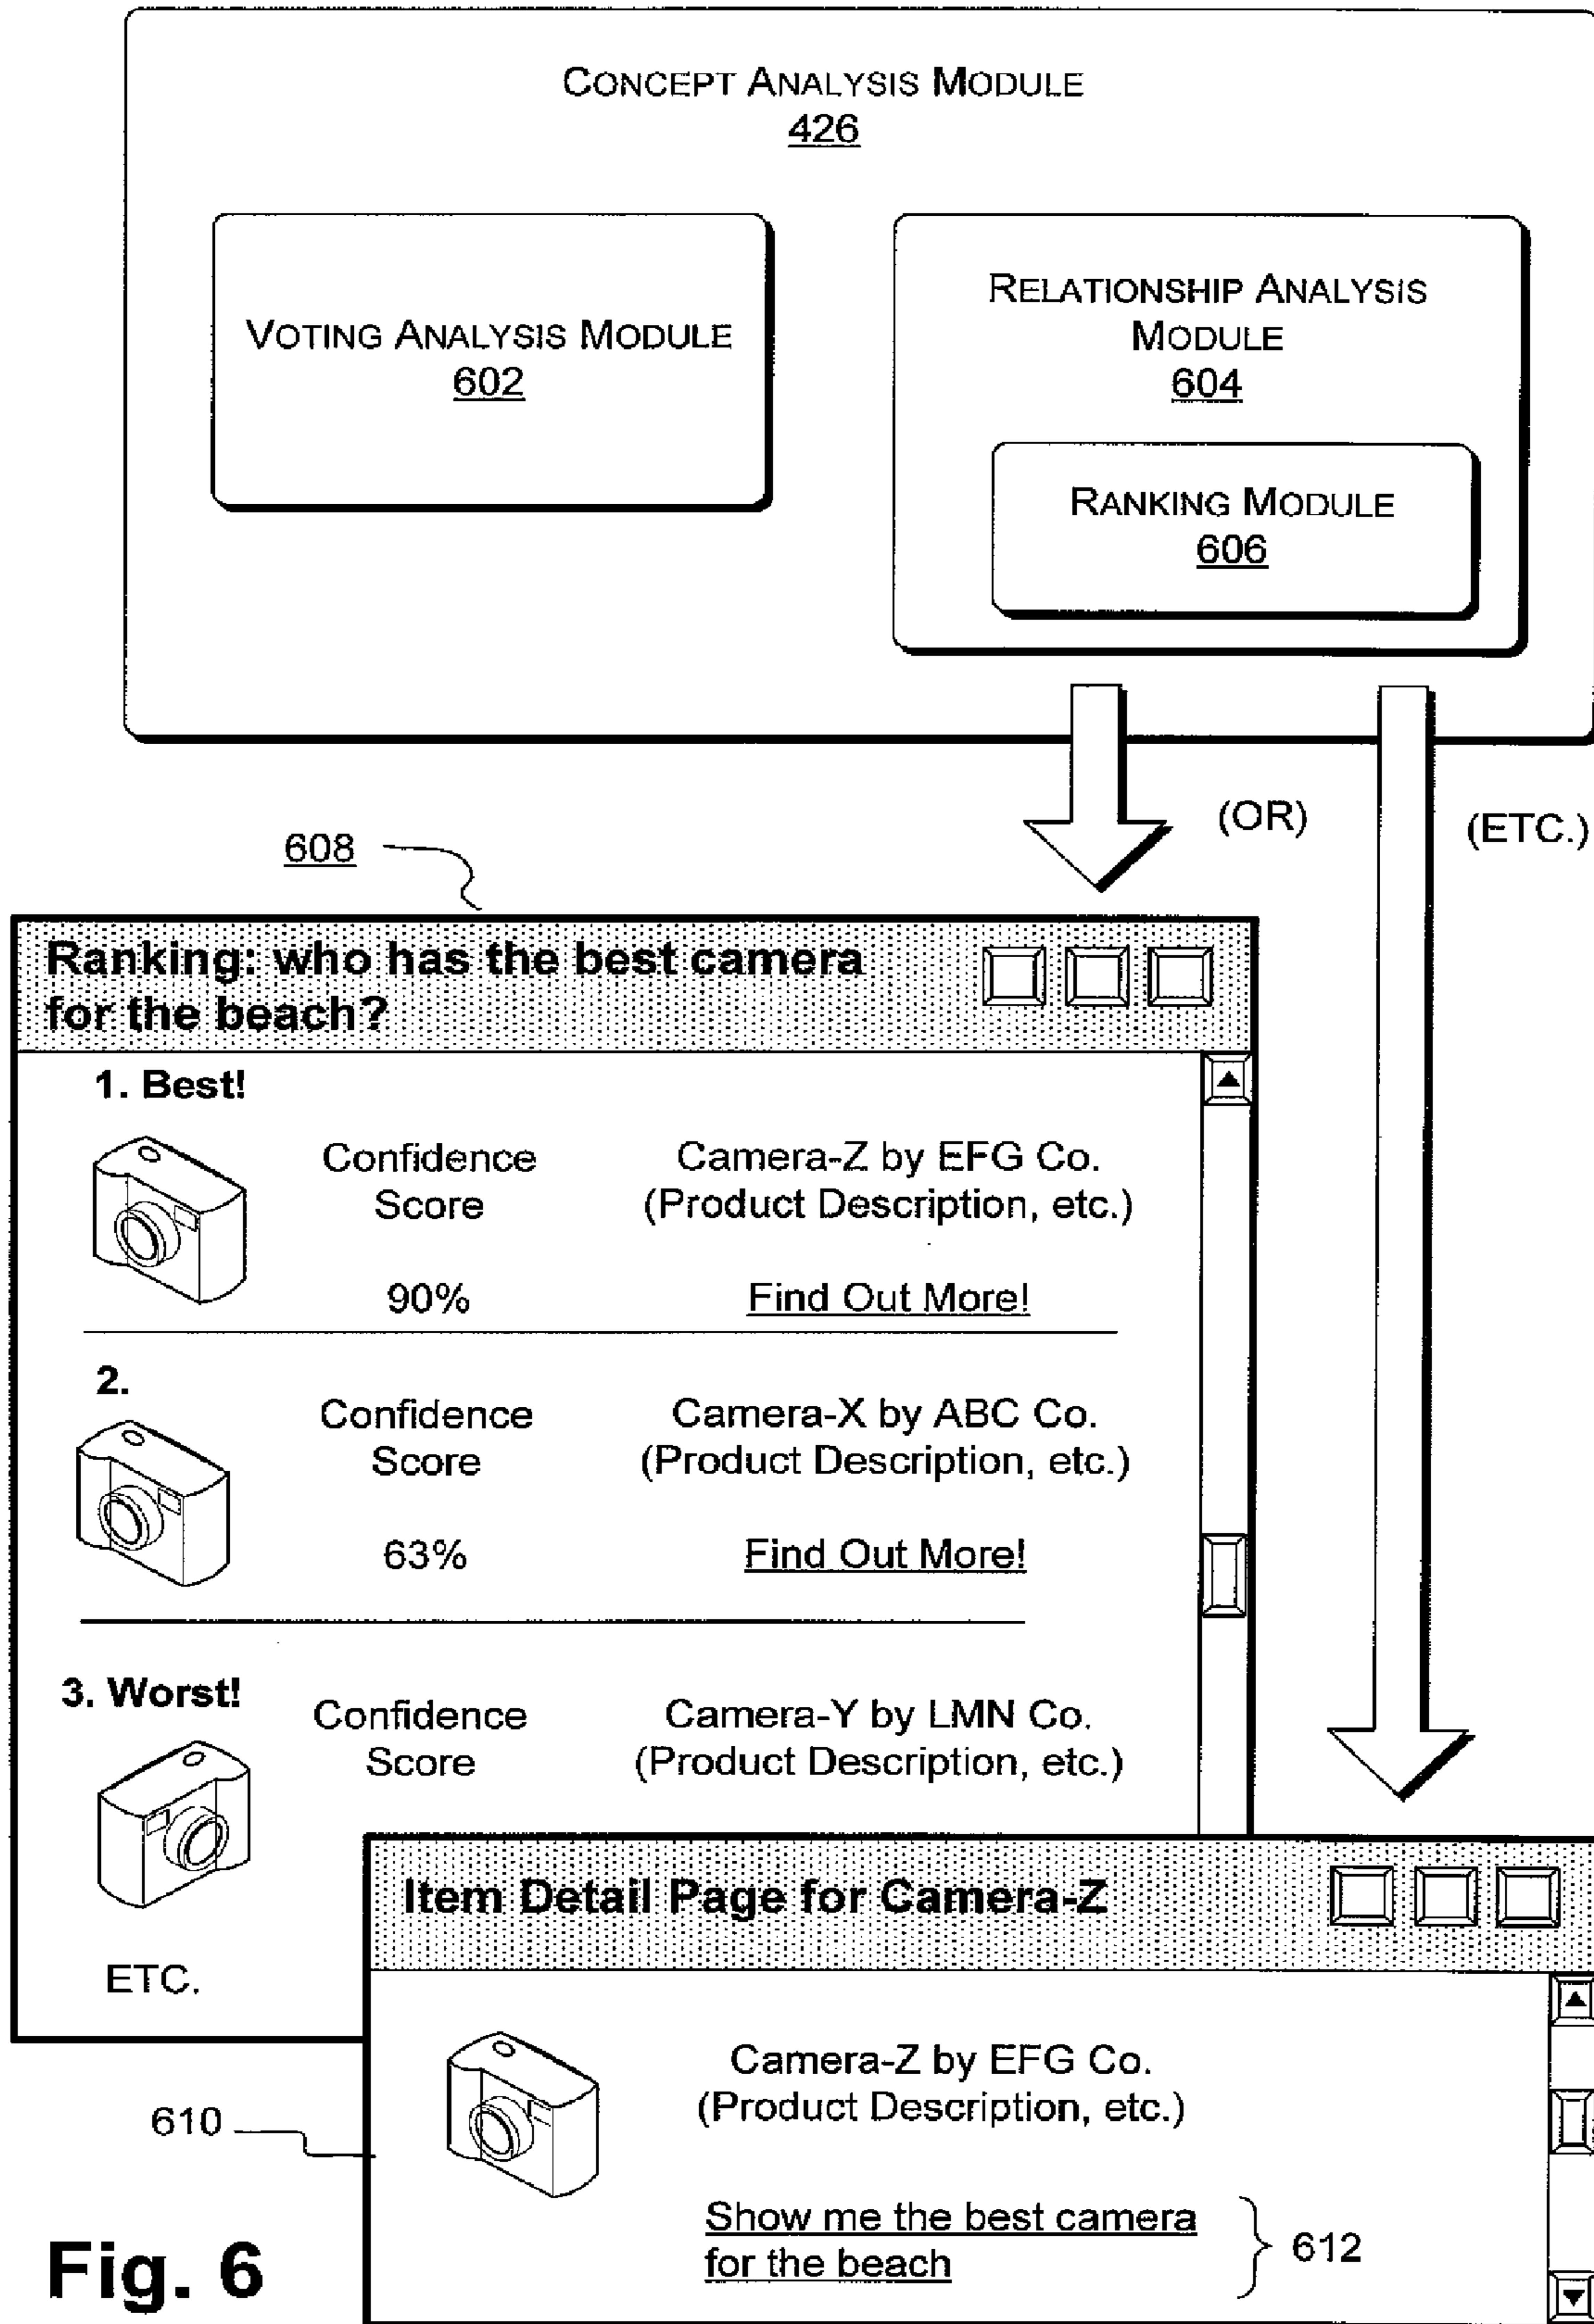 CONCEPT ANALYSIS MODULE
426
VOTING ANALYSIS MODULE
602
RELATIONSHIP ANALYSIS
MODULE
604
RANKING MODULE
606
(OR)
(ETC.)
608
Ranking: who has the best camera
for the beach?
1. Best!
Confidence
Score
90%
Camera-Z by EFG Co.
(Product Description, etc.)
Find Out More!
2.
Confidence
Score
63%
Camera-X by ABC Co.
(Product Description, etc.)
Find Out More!
3. Worst!
Confidence
Score
Camera-Y by LMN Co.
(Product Description, etc.)
ETC.
Item Detail Page for Camera-Z
610
Camera-Z by EFG Co.
(Product Description, etc.)
Show me the best camera
for the beach
612
Fig. 6